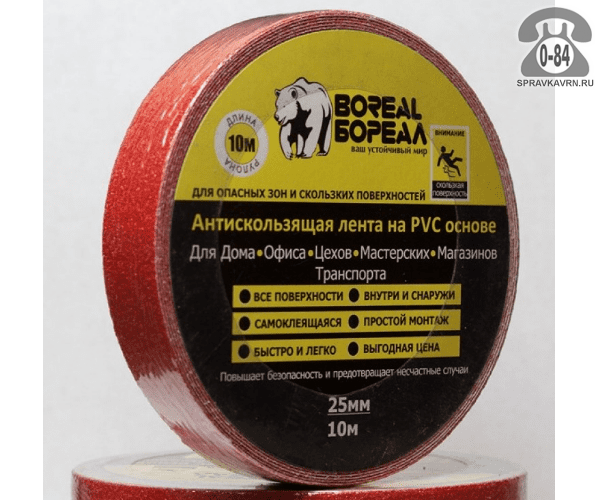 0-84
SPRAVKAVRN.RU
ДЛИНА
10м
РУЛОНА
BOREAL
БОРЕАЛ
ваш устойчивый мир
ВНИМАНИЕ
скользкая
поверхность
ДЛЯ ОПАСНЫХ ЗОН И СКОЛЬЗКИХ ПОВЕРХНОСТЕЙ
Антискользящая лента на PVC основе
Для Дома•Офиса•Цехов•Мастерских•Магазинов
Транспорта
• ВСЕ ПОВЕРХНОСТИ • ВНУТРИ И СНАРУЖИ
• САМОКЛЕЯЩАЯСЯ • ПРОСТОЙ МОНТАЖ
• БЫСТРО И ЛЕГКО • ВЫГОДНАЯ ЦЕНА
Повышает безопасность и предотвращает несчастные случаи
25мм
10м